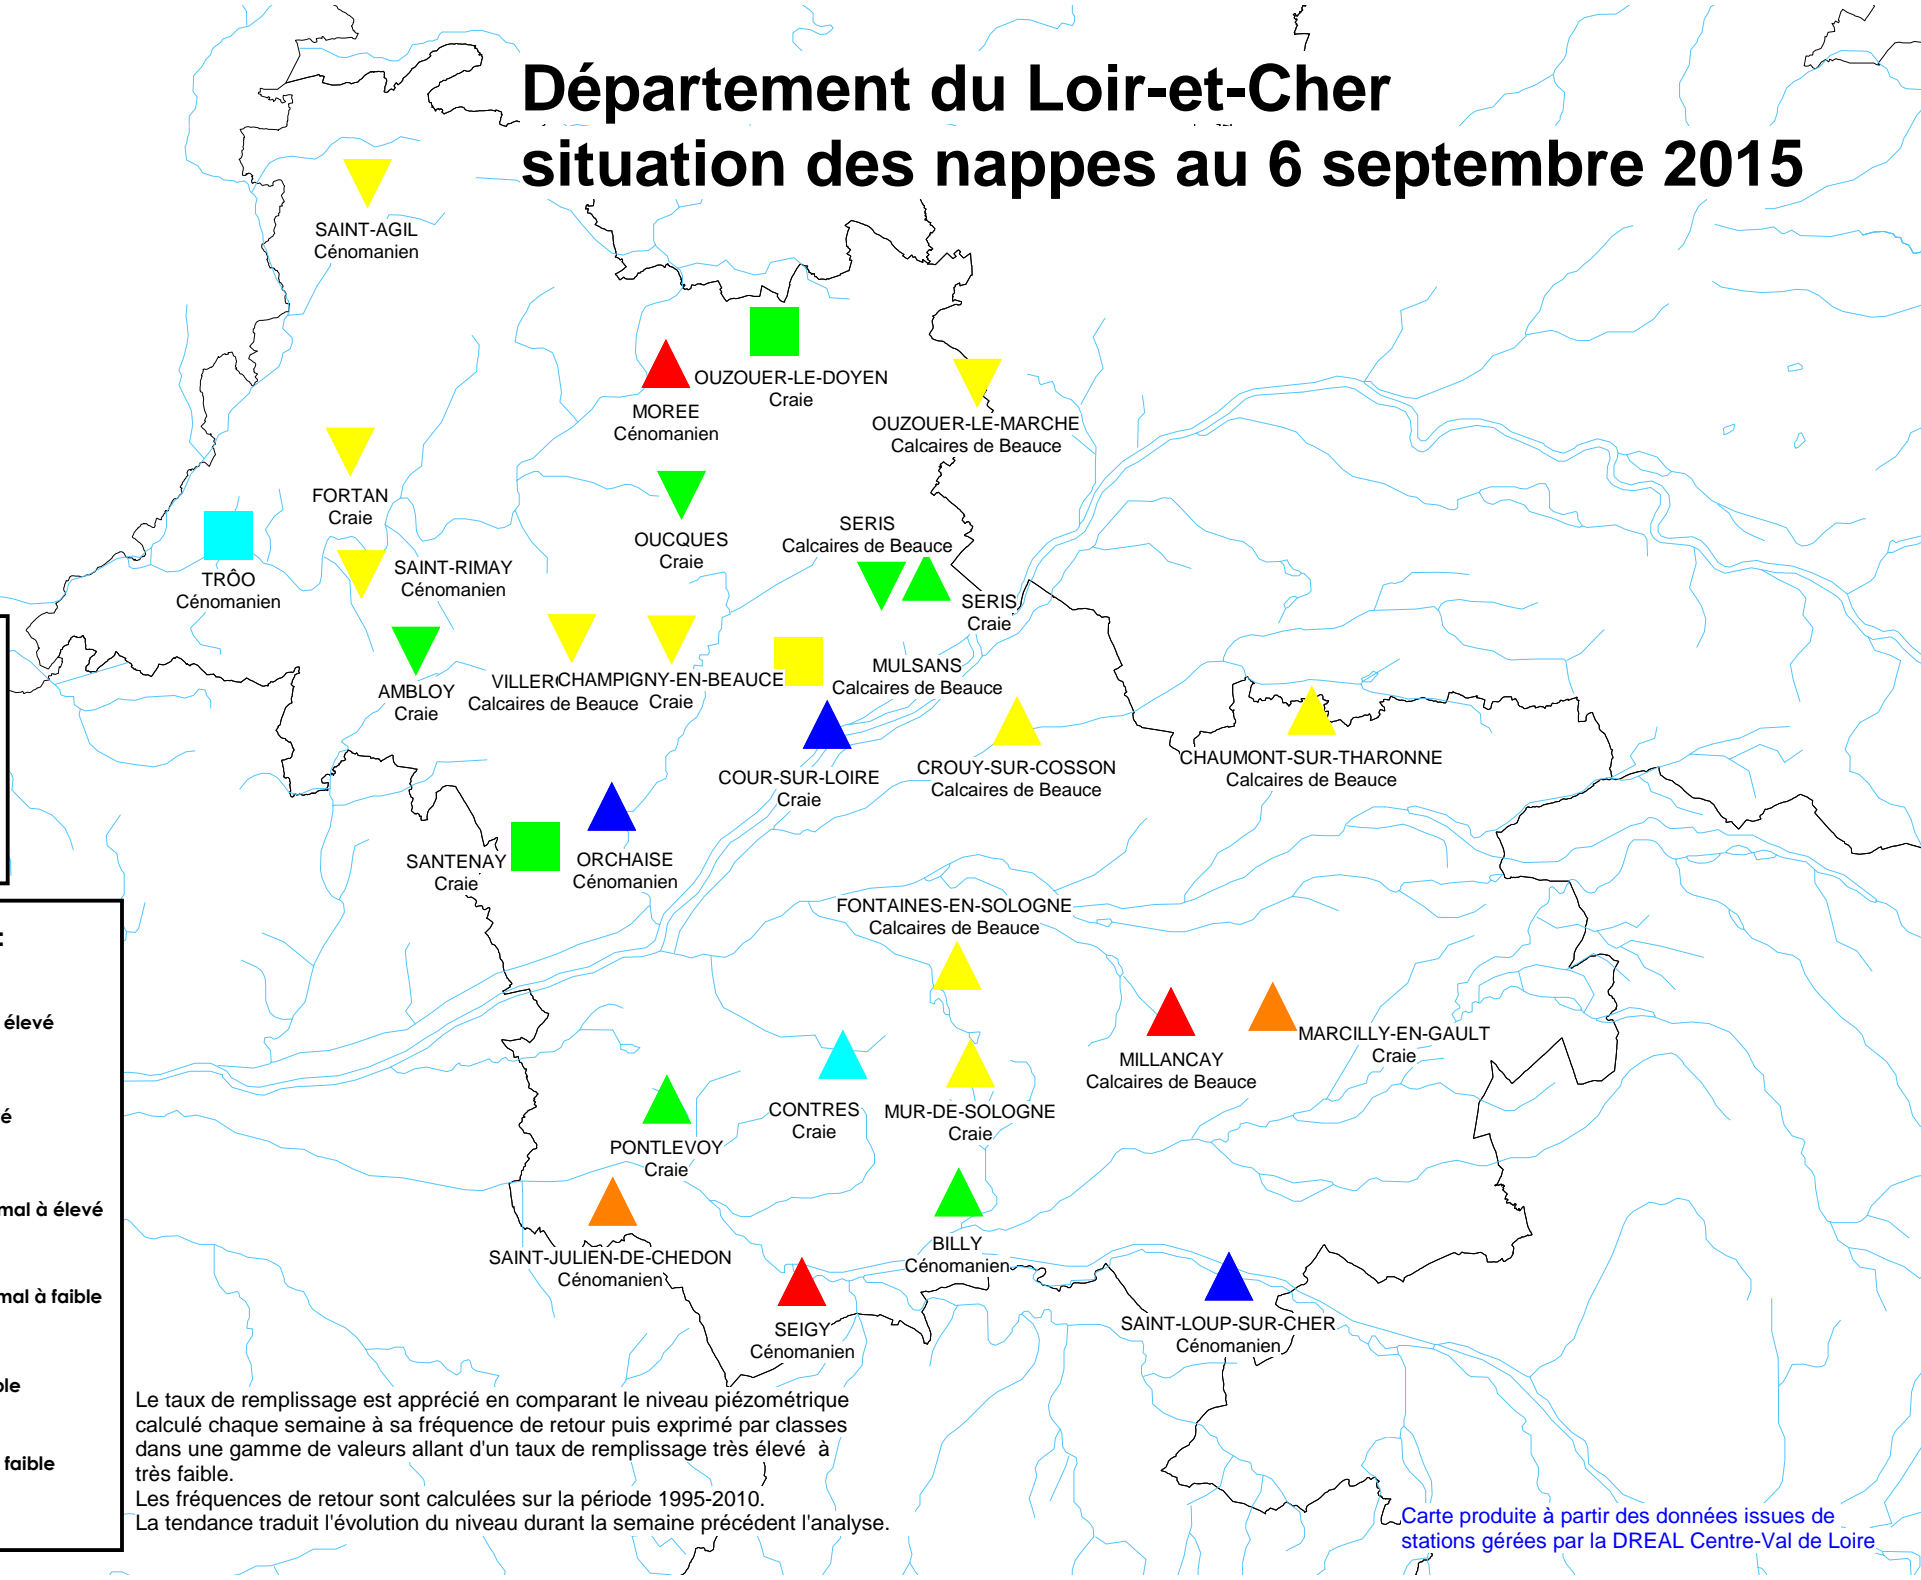 Département du Loir-et-Cher
situation des nappes au 6 septembre 2015
SAINT-AGIL
Cénomanien
OUZOUER-LE-DOYEN
Craie
MOREE
Cénomanien
OUZOUER-LE-MARCHE
Calcaires de Beauce
FORTAN
Craie
OUCQUES
Craie
SERIS
Calcaires de Beauce
TRÔO
Cénomanien
SAINT-RIMAY
Cénomanien
SERIS
Craie
AMBLOY
Craie
CHAMPIGNY-EN-BEAUCE
Craie
Calcaires de Beauce
MULSANS
Calcaires de Beauce
COUR-SUR-LOIRE
Craie
CROUY-SUR-COSSON
Calcaires de Beauce
CHAUMONT-SUR-THARONNE
Calcaires de Beauce
SANTENAY
Craie
ORCHAISE
Cénomanien
FONTAINES-EN-SOLOGNE
Calcaires de Beauce
MILLANCAY
Calcaires de Beauce
MARCILLY-EN-GAULT
Craie
CONTRES
Craie
MUR-DE-SOLOGNE
Craie
PONTLEVOY
Craie
SAINT-JULIEN-DE-CHEDON
Cénomanien
BILLY
Cénomanien
SEIGY
Cénomanien
SAINT-LOUP-SUR-CHER
Cénomanien
:
élevé
à élevé
à faible
faible
Le taux de remplissage est apprécié en comparant le niveau piézométrique
calculé chaque semaine à sa fréquence de retour puis exprimé par classes
dans une gamme de valeurs allant d'un taux de remplissage très élevé à
très faible.
Les fréquences de retour sont calculées sur la période 1995-2010.
La tendance traduit l'évolution du niveau durant la semaine précédent l'analyse.
Carte produite à partir des données issues de
stations gérées par la DREAL Centre-Val de Loire